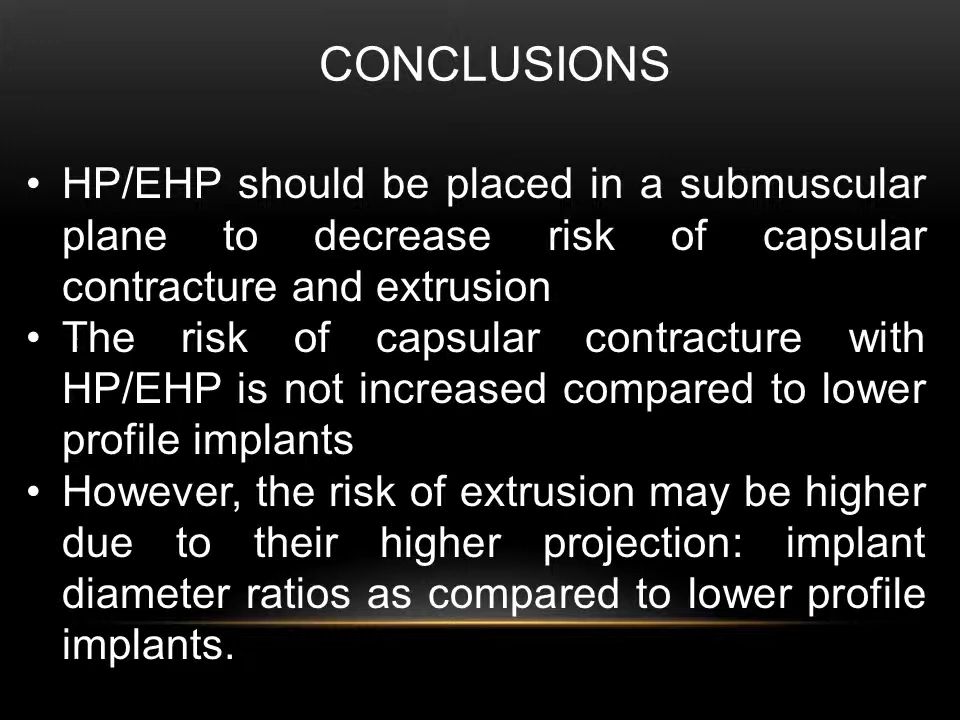 CONCLUSIONS
• HP/EHP should be placed in a submuscular
plane to decrease risk of capsular
contracture and extrusion
• The risk of capsular contracture with
HP/EHP is not increased compared to lower
profile implants
• However, the risk of extrusion may be higher
due to their higher projection: implant
diameter ratios as compared to lower profile
implants.